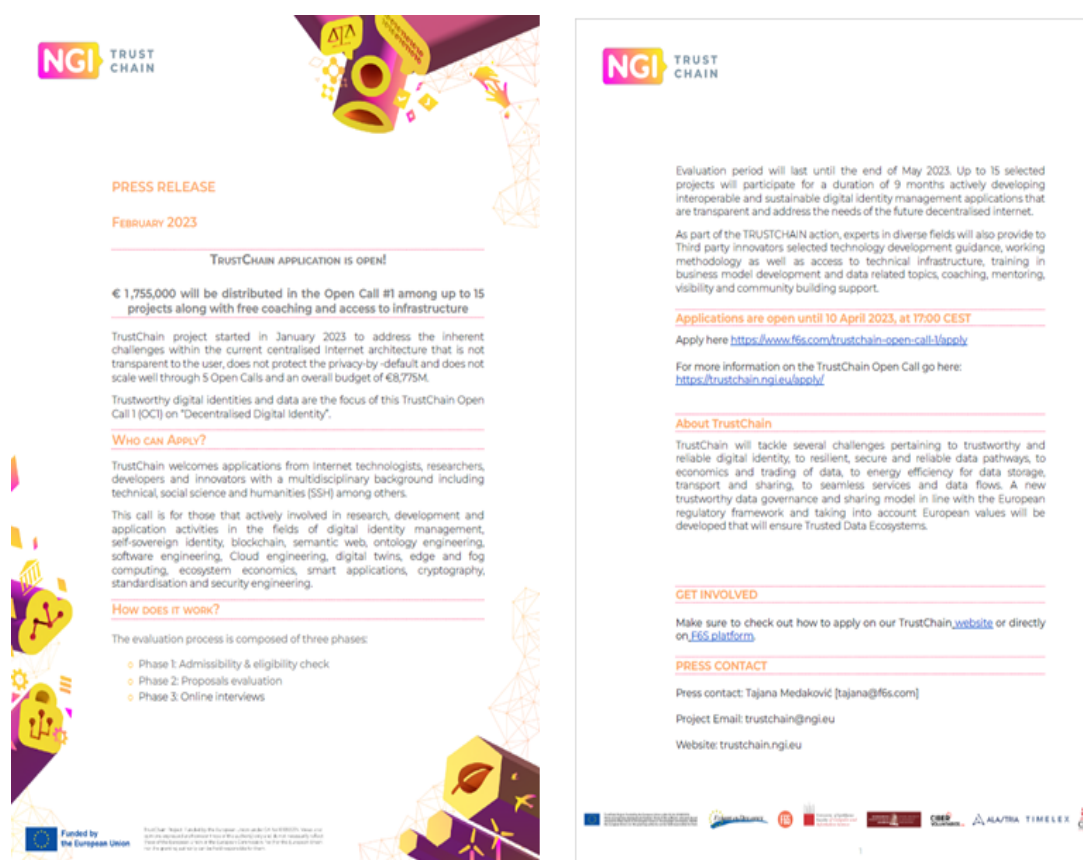 NGI TRUST
CHAIN
PRESS RELEASE
FEBRUARY 2023
TRUSTCHAIN APPLICATION IS OPEN!
€ 1,755,000 will be distributed in the Open Call #1 among up to 15
projects along with free coaching and access to infrastructure
TrustChain project started in January 2023 to address the inherent
challenges within the current centralised Internet architecture that is not
transparent to the user, does not protect the privacy-by -default and does not
scale well through 5 Open Calls and an overall budget of €8,775M.
Trustworthy digital identities and data are the focus of this TrustChain Open
Call 1 (OC1) on "Decentralised Digital Identity".
WHO CAN APPLY?
TrustChain welcomes applications from Internet technologists, researchers,
developers and innovators with a multidisciplinary background including
technical, social science and humanities (SSH) among others.
This call is for those that actively involved in research, development and
application activities in the fields of digital identity management,
self-sovereign identity, blockchain, semantic web, ontology engineering,
software engineering, Cloud engineering, digital twins, edge and fog
computing, ecosystem economics, smart applications, cryptography,
standardisation and security engineering.
HOW DOES IT WORK?
The evaluation process is composed of three phases:
Phase 1: Admissibility & eligibility check
Phase 2: Proposals evaluation
Phase 3: Online interviews
Funded by
the European Union
NGI TRUST
CHAIN
Evaluation period will last until the end of May 2023. Up to 15 selected
projects will participate for a duration of 9 months actively developing
interoperable and sustainable digital identity management applications that
are transparent and address the needs of the future decentralised internet.
As part of the TRUSTCHAIN action, experts in diverse fields will also provide to
Third party innovators selected technology development guidance, working
methodology as well as access to technical infrastructure, training in
business model development and data related topics, coaching, mentoring,
visibility and community building support.
Applications are open until 10 April 2023, at 17:00 CEST
Apply here https://www.f6s.com/trustchain-open-call-1/apply
For more information on the TrustChain Open Call go here:
https://trustchain.ngi.eu/apply/
About TrustChain
TrustChain will tackle several challenges pertaining to trustworthy and
reliable digital identity, to resilient, secure and reliable data pathways, to
economics and trading of data, to energy efficiency for data storage,
transport and sharing, to seamless services and data flows. A new
trustworthy data governance and sharing model in line with the European
regulatory framework and taking into account European values will be
developed that will ensure Trusted Data Ecosystems.
GET INVOLVED
Make sure to check out how to apply on our TrustChain website or directly
on F6S platform.
PRESS CONTACT
Press contact: Tajana Medaković [tajana@f6s.com]
Project Email: trustchain@ngi.eu
Website: trustchain.ngi.eu
F6S CIBER VOLUNTARIOS ALASTRIA TIMELEX
1